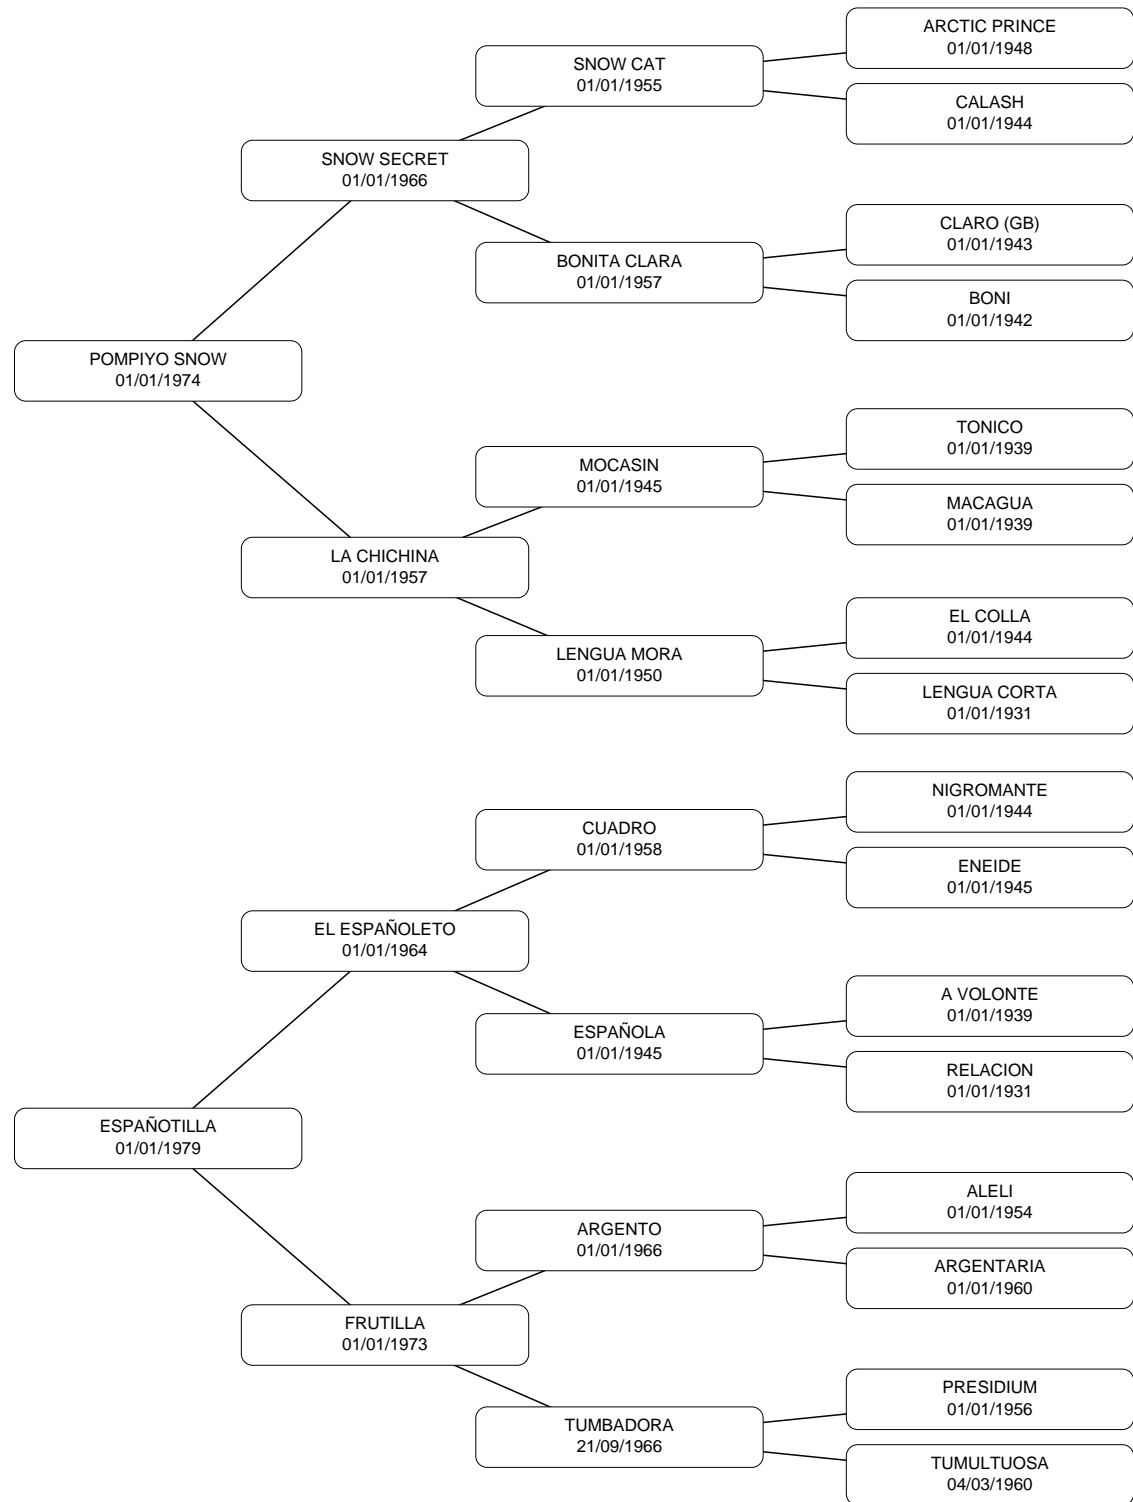 ARCTIC PRINCE
01/01/1948
SNOW CAT
01/01/1955
CALASH
01/01/1944
SNOW SECRET
01/01/1966
CLARO (GB)
01/01/1943
BONITA CLARA
01/01/1957
BONI
01/01/1942
POMPIYO SNOW
01/01/1974
TONICO
01/01/1939
MOCASIN
01/01/1945
MACAGUA
01/01/1939
LA CHICHINA
01/01/1957
EL COLLA
01/01/1944
LENGUA MORA
01/01/1950
LENGUA CORTA
01/01/1931
NIGROMANTE
01/01/1944
CUADRO
01/01/1958
ENEIDE
01/01/1945
EL ESPAÑOLETO
01/01/1964
A VOLONTE
01/01/1939
ESPAÑOLA
01/01/1945
RELACION
01/01/1931
ESPAÑOTILLA
01/01/1979
ALELI
01/01/1954
ARGENTO
01/01/1966
ARGENTARIA
01/01/1960
FRUTILLA
01/01/1973
PRESIDIUM
01/01/1956
TUMBADORA
21/09/1966
TUMULTUOSA
04/03/1960